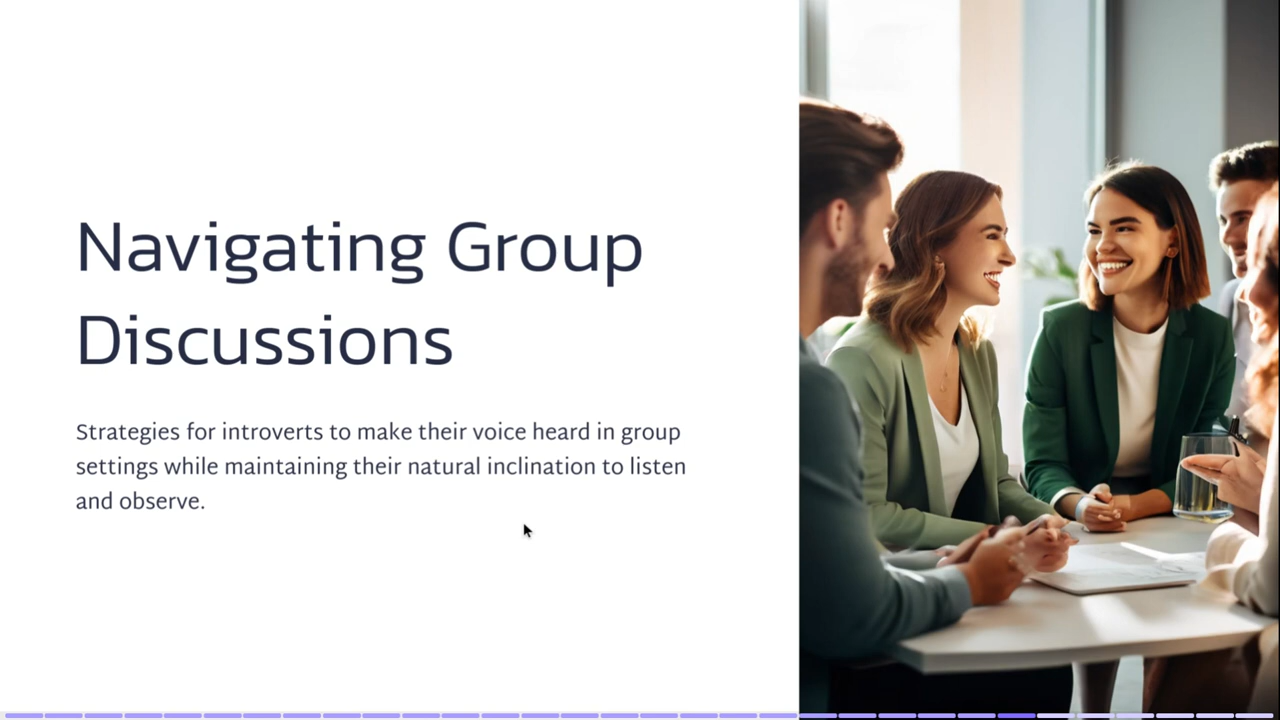 Navigating Group
Discussions
Strategies for introverts to make their voice heard in group
settings while maintaining their natural inclination to listen
and observe.